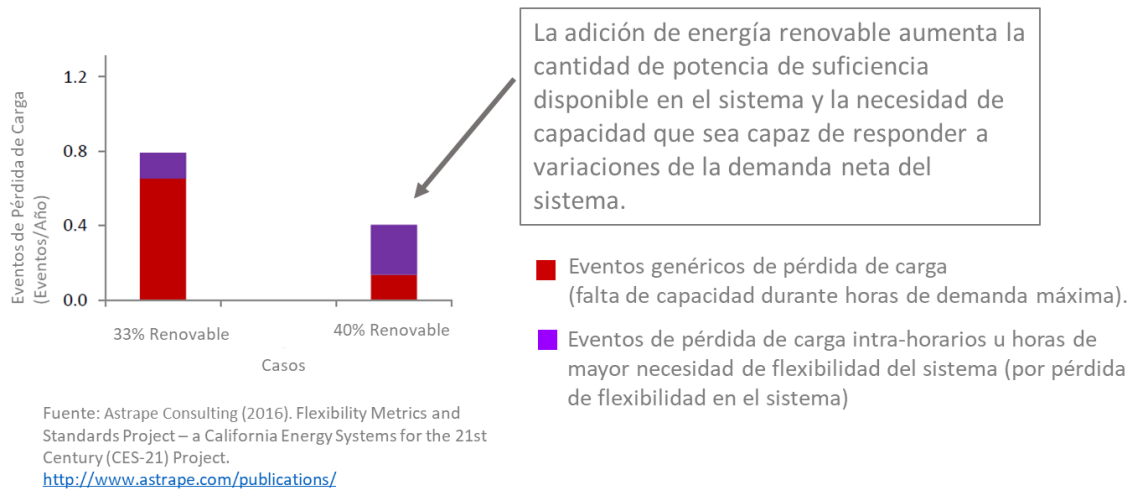 La adición de energía renovable aumenta la
cantidad de potencia de suficiencia
disponible en el sistema y la necesidad de
capacidad que sea capaz de responder a
variaciones de la demanda neta del
sistema.
Eventos de Pérdida de Carga
(Eventos/Año)
1.2
0.8
0.4
0.0
33% Renovable
40% Renovable
Casos
Eventos genéricos de pérdida de carga
(falta de capacidad durante horas de demanda máxima).
Eventos de pérdida de carga intra-horarios u horas de
mayor necesidad de flexibilidad del sistema (por pérdida
de flexibilidad en el sistema)
Fuente: Astrape Consulting (2016). Flexibility Metrics and
Standards Project – a California Energy Systems for the 21st
Century (CES-21) Project.
http://www.astrape.com/publications/